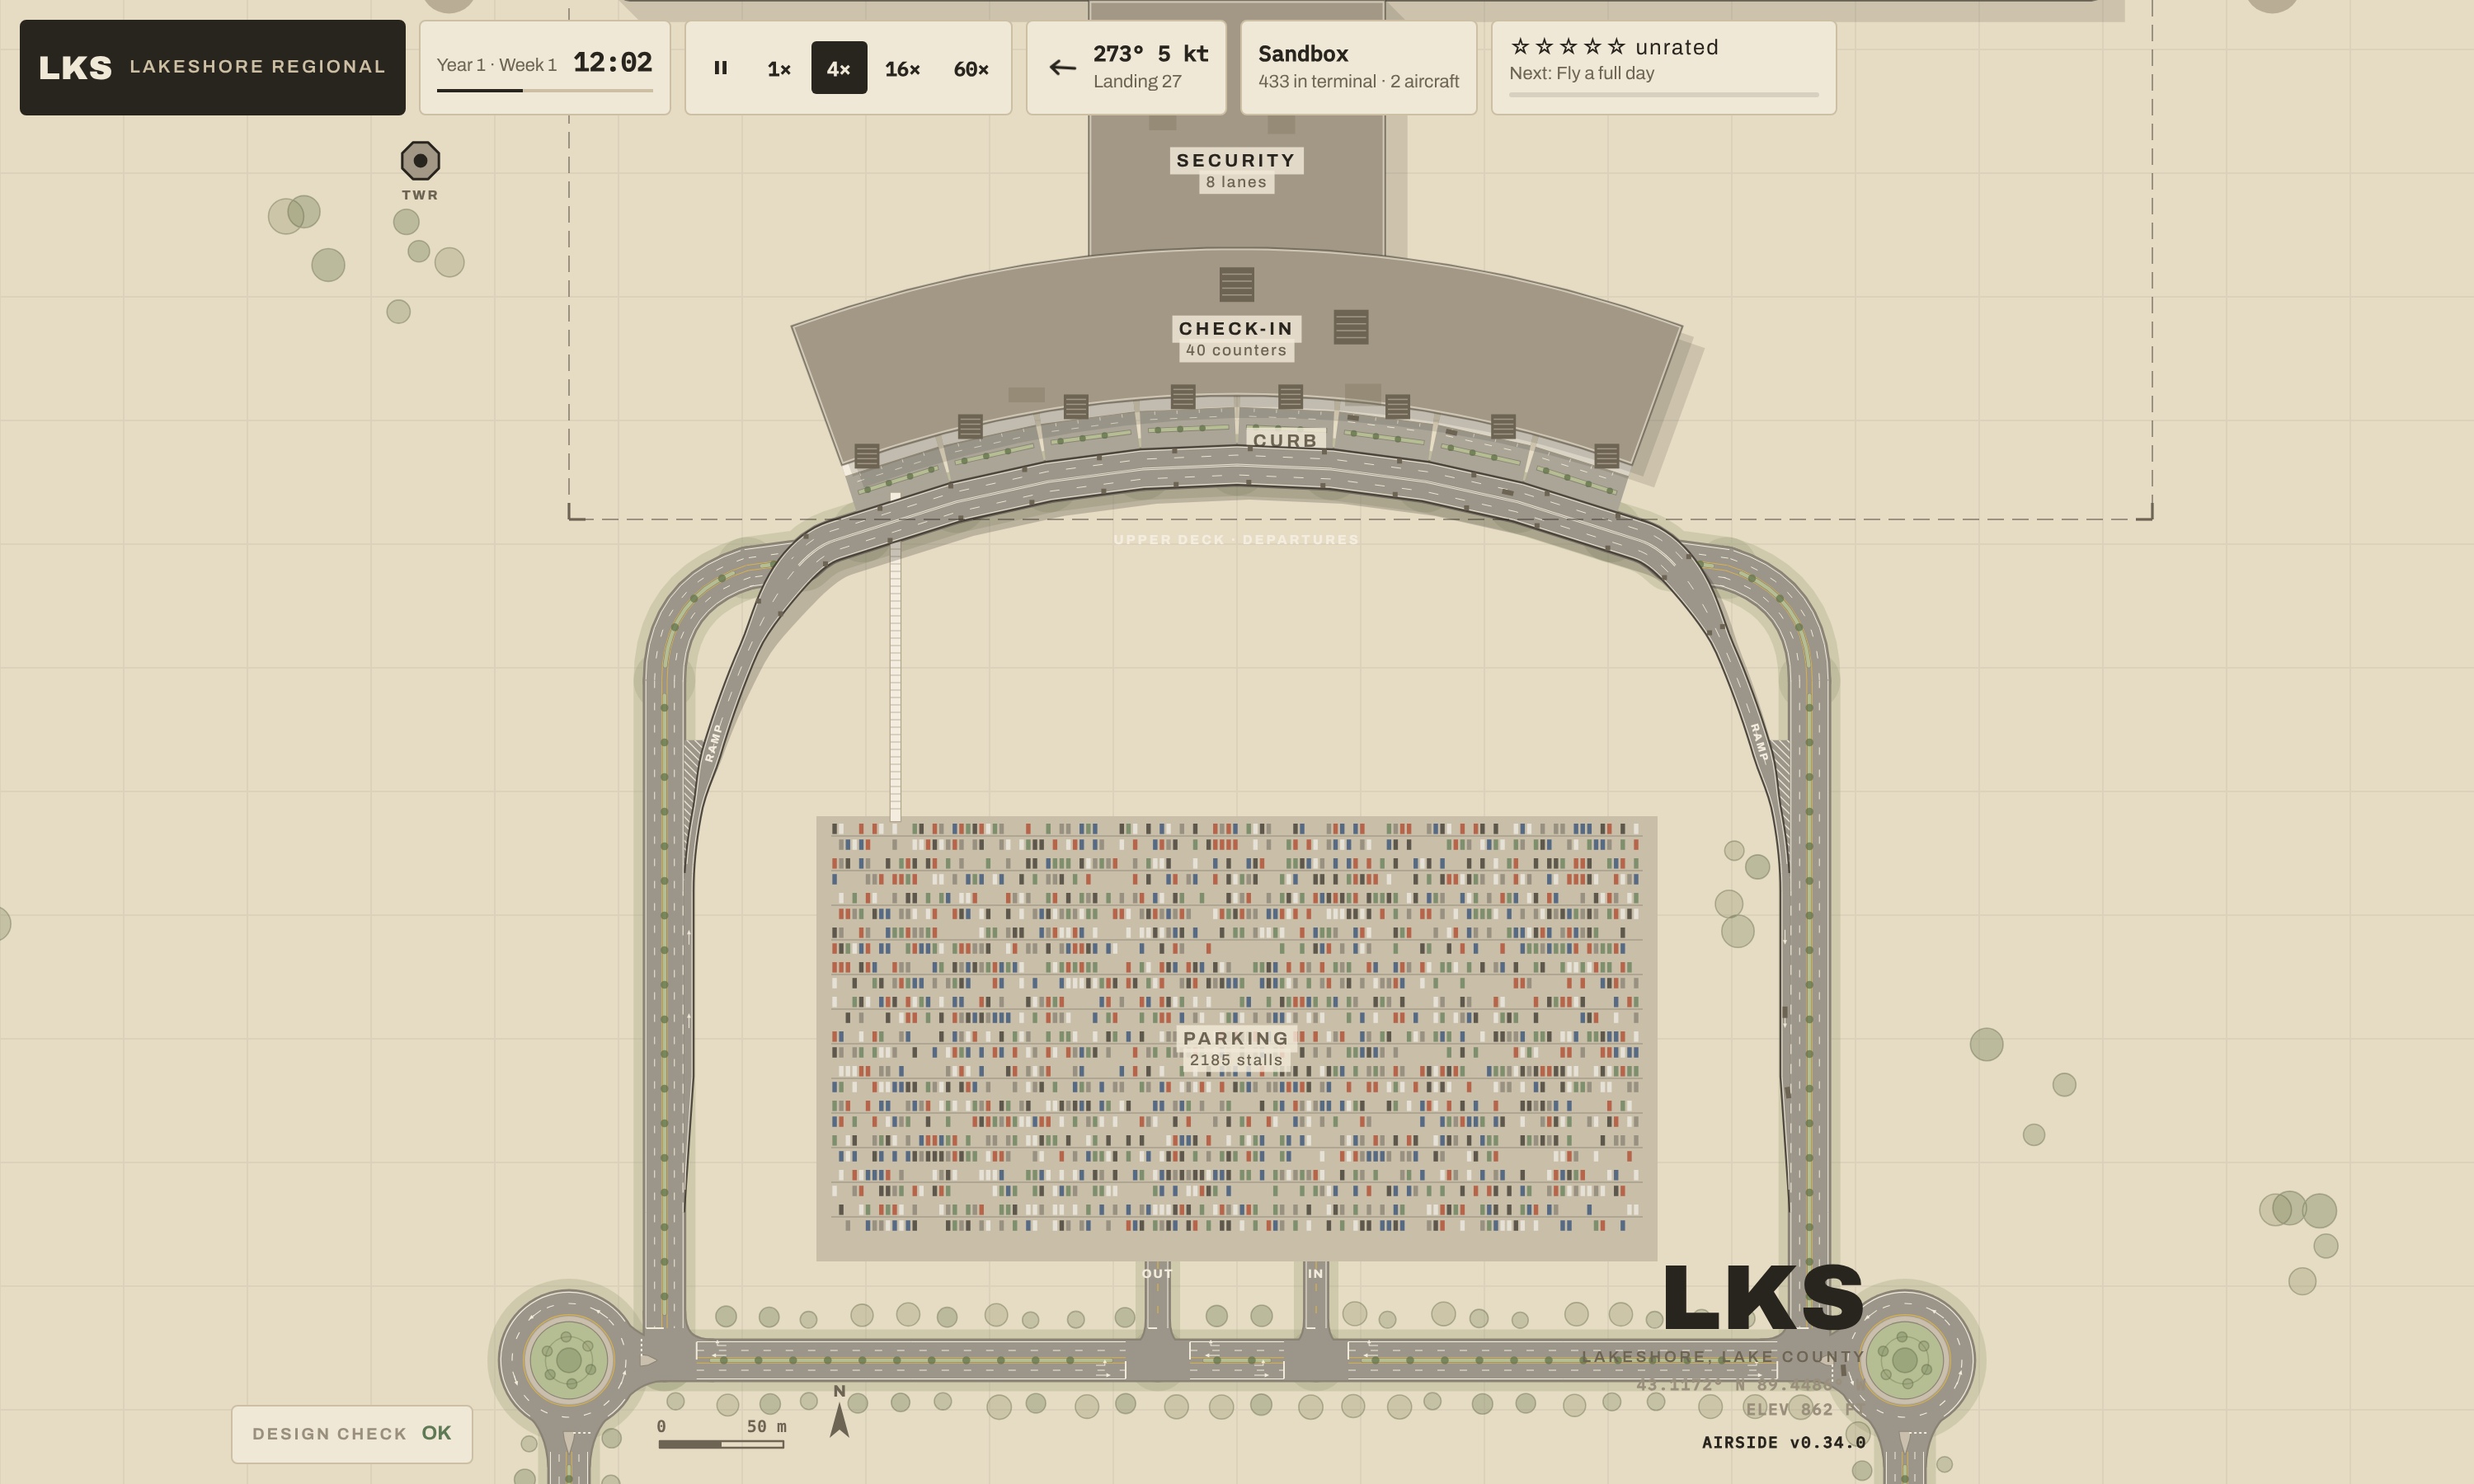 LKS LAKESHORE REGIONAL
Year 1 · Week 1 12:02
1× 4× 16× 60×
273° 5 kt
Landing 27
Sandbox
433 in terminal · 2 aircraft
☆☆☆☆☆ unrated
Next: Fly a full day
TWR
SECURITY
8 lanes
CHECK-IN
40 counters
CURB
UPPER DECK · DEPARTURES
RAMP
RAMP
PARKING
2185 stalls
OUT
IN
LKS
LAKESHORE, LAKE COUNTY
43.1172° N
ELEV 862
AIRSIDE v0.34.0
N
0 50 m
DESIGN CHECK OK